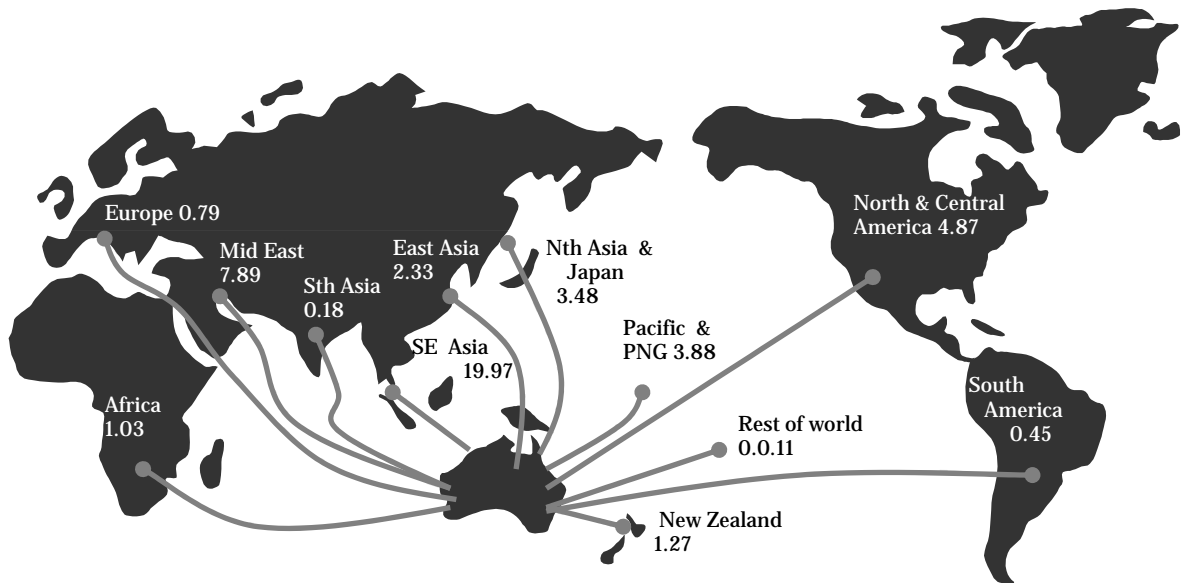 Europe 0.79
Mid East
7.89
Sth Asia
0.18
East Asia
2.33
Nth Asia &
Japan
3.48
SE Asia
19.97
Pacific &
PNG 3.88
North & Central
America 4.87
Africa
1.03
South
America
0.45
Rest of world
0.0.11
New Zealand
1.27